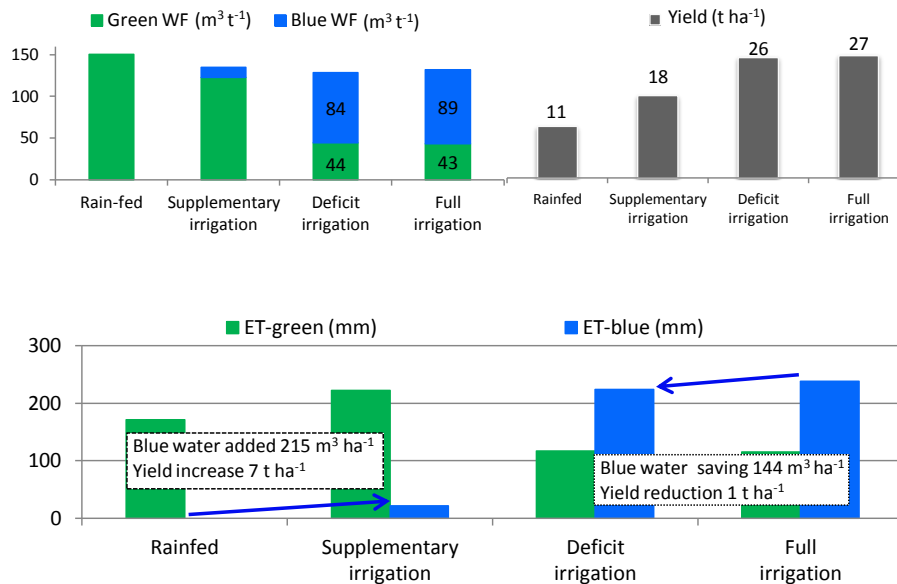 Green WF (m³ t⁻¹) Blue WF (m³ t⁻¹)
150
100
50
0
84
44
89
43
Rain-fed Supplementary irrigation Deficit irrigation Full irrigation
Yield (t ha⁻¹)
11
18
26
27
Rainfed Supplementary irrigation Deficit irrigation Full irrigation
ET-green (mm) ET-blue (mm)
300
200
100
0
Blue water added 215 m³ ha⁻¹
Yield increase 7 t ha⁻¹
Blue water saving 144 m³ ha⁻¹
Yield reduction 1 t ha⁻¹
Rainfed Supplementary irrigation Deficit irrigation Full irrigation